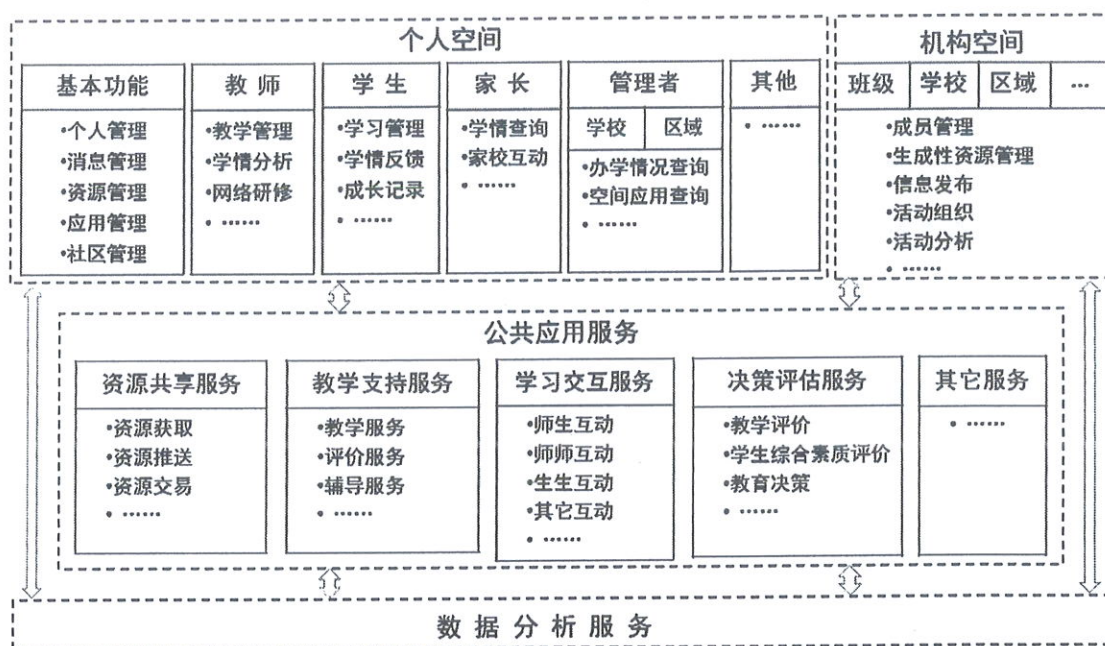 个人空间
基本功能
•个人管理
•消息管理
•资源管理
•应用管理
•社区管理
教 师
•教学管理
•学情分析
•网络研修
• ……
学 生
•学习管理
•学情反馈
•成长记录
• ……
家 长
•学情查询
•家校互动
• ……
管理者
学校 区域
•办学情况查询
•空间应用查询
• ……
其他
• ……
机构空间
班级 学校 区域 …
•成员管理
•生成性资源管理
•信息发布
•活动组织
•活动分析
• ……
公共应用服务
资源共享服务
•资源获取
•资源推送
•资源交易
• ……
教学支持服务
•教学服务
•评价服务
•辅导服务
• ……
学习交互服务
•师生互动
•师师互动
•生生互动
•其它互动
• ……
决策评估服务
•教学评价
•学生综合素质评价
•教育决策
• ……
其它服务
• ……
数 据 分 析 服 务